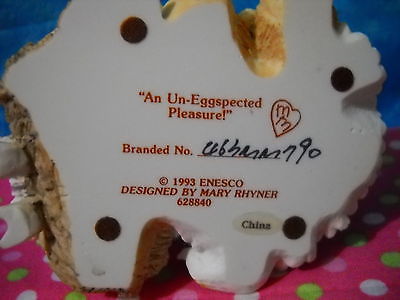 "An Un-Eggspected
Pleasure!"
Branded No.
© 1993 ENESCO
DESIGNED BY MARY RHYNER
628840
China